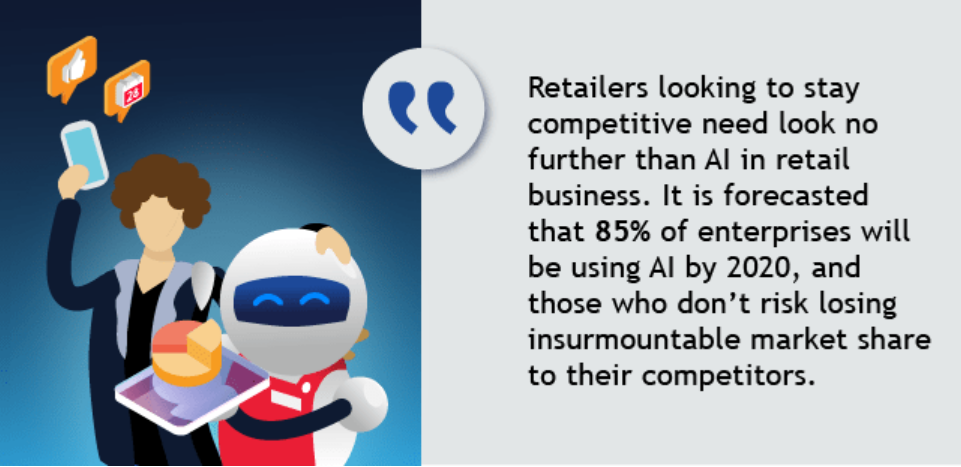 28
“
Retailers looking to stay
competitive need look no
further than AI in retail
business. It is forecasted
that 85% of enterprises will
be using AI by 2020, and
those who don’t risk losing
insurmountable market share
to their competitors.